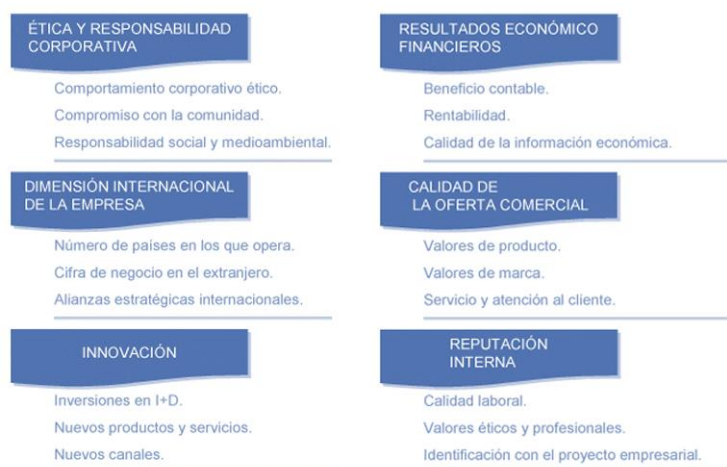 ÉTICA Y RESPONSABILIDAD
CORPORATIVA
Comportamiento corporativo ético.
Compromiso con la comunidad.
Responsabilidad social y medioambiental.
RESULTADOS ECONÓMICO
FINANCIEROS
Beneficio contable.
Rentabilidad.
Calidad de la información económica.
DIMENSIÓN INTERNACIONAL
DE LA EMPRESA
Número de países en los que opera.
Cifra de negocio en el extranjero.
Alianzas estratégicas internacionales.
CALIDAD DE
LA OFERTA COMERCIAL
Valores de producto.
Valores de marca.
Servicio y atención al cliente.
INNOVACIÓN
Inversiones en I+D.
Nuevos productos y servicios.
Nuevos canales.
REPUTACIÓN
INTERNA
Calidad laboral.
Valores éticos y profesionales.
Identificación con el proyecto empresarial.